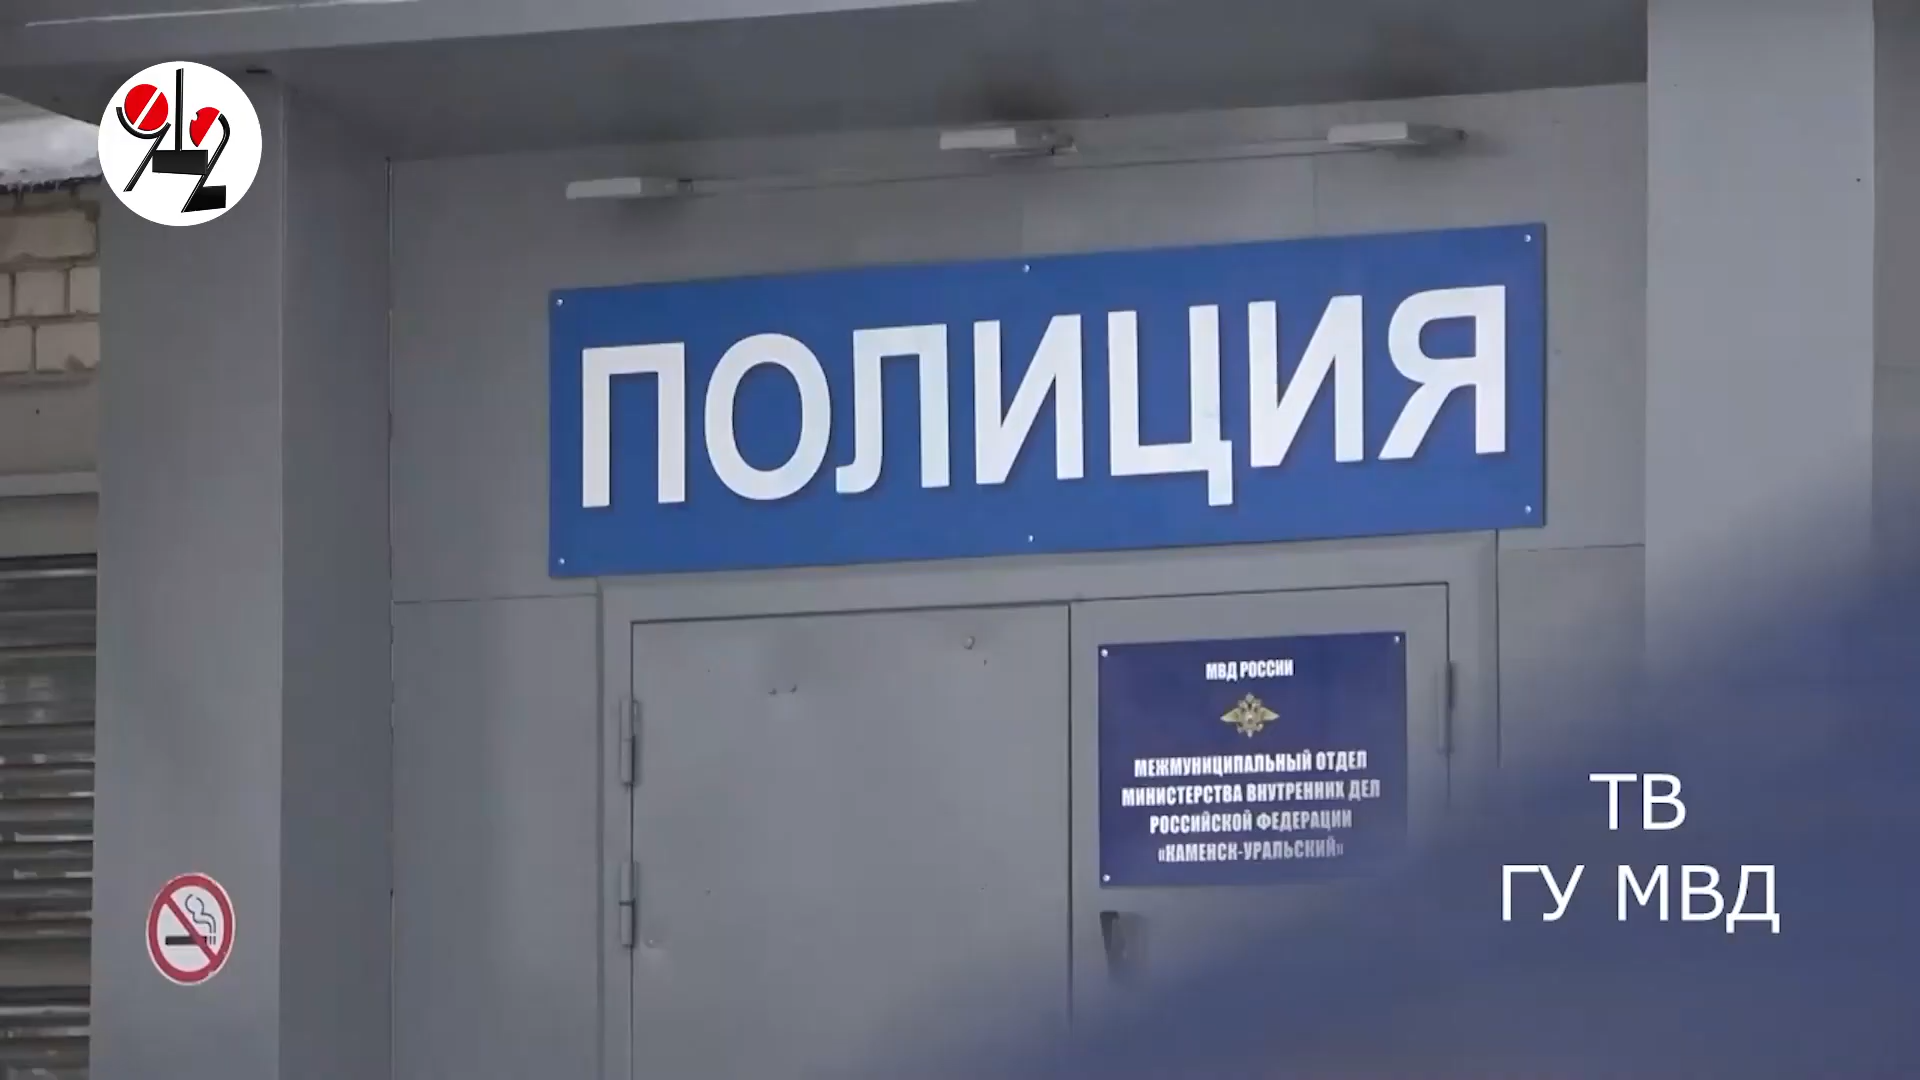 ПОЛИЦИЯ
МВД РОССИИ
МЕЖМУНИЦИПАЛЬНЫЙ ОТДЕЛ
МИНИСТЕРСТВА ВНУТРЕННИХ ДЕЛ
РОССИЙСКОЙ ФЕДЕРАЦИИ
«КАМЕНСК-УРАЛЬСКИЙ»
ТВ
ГУ МВД